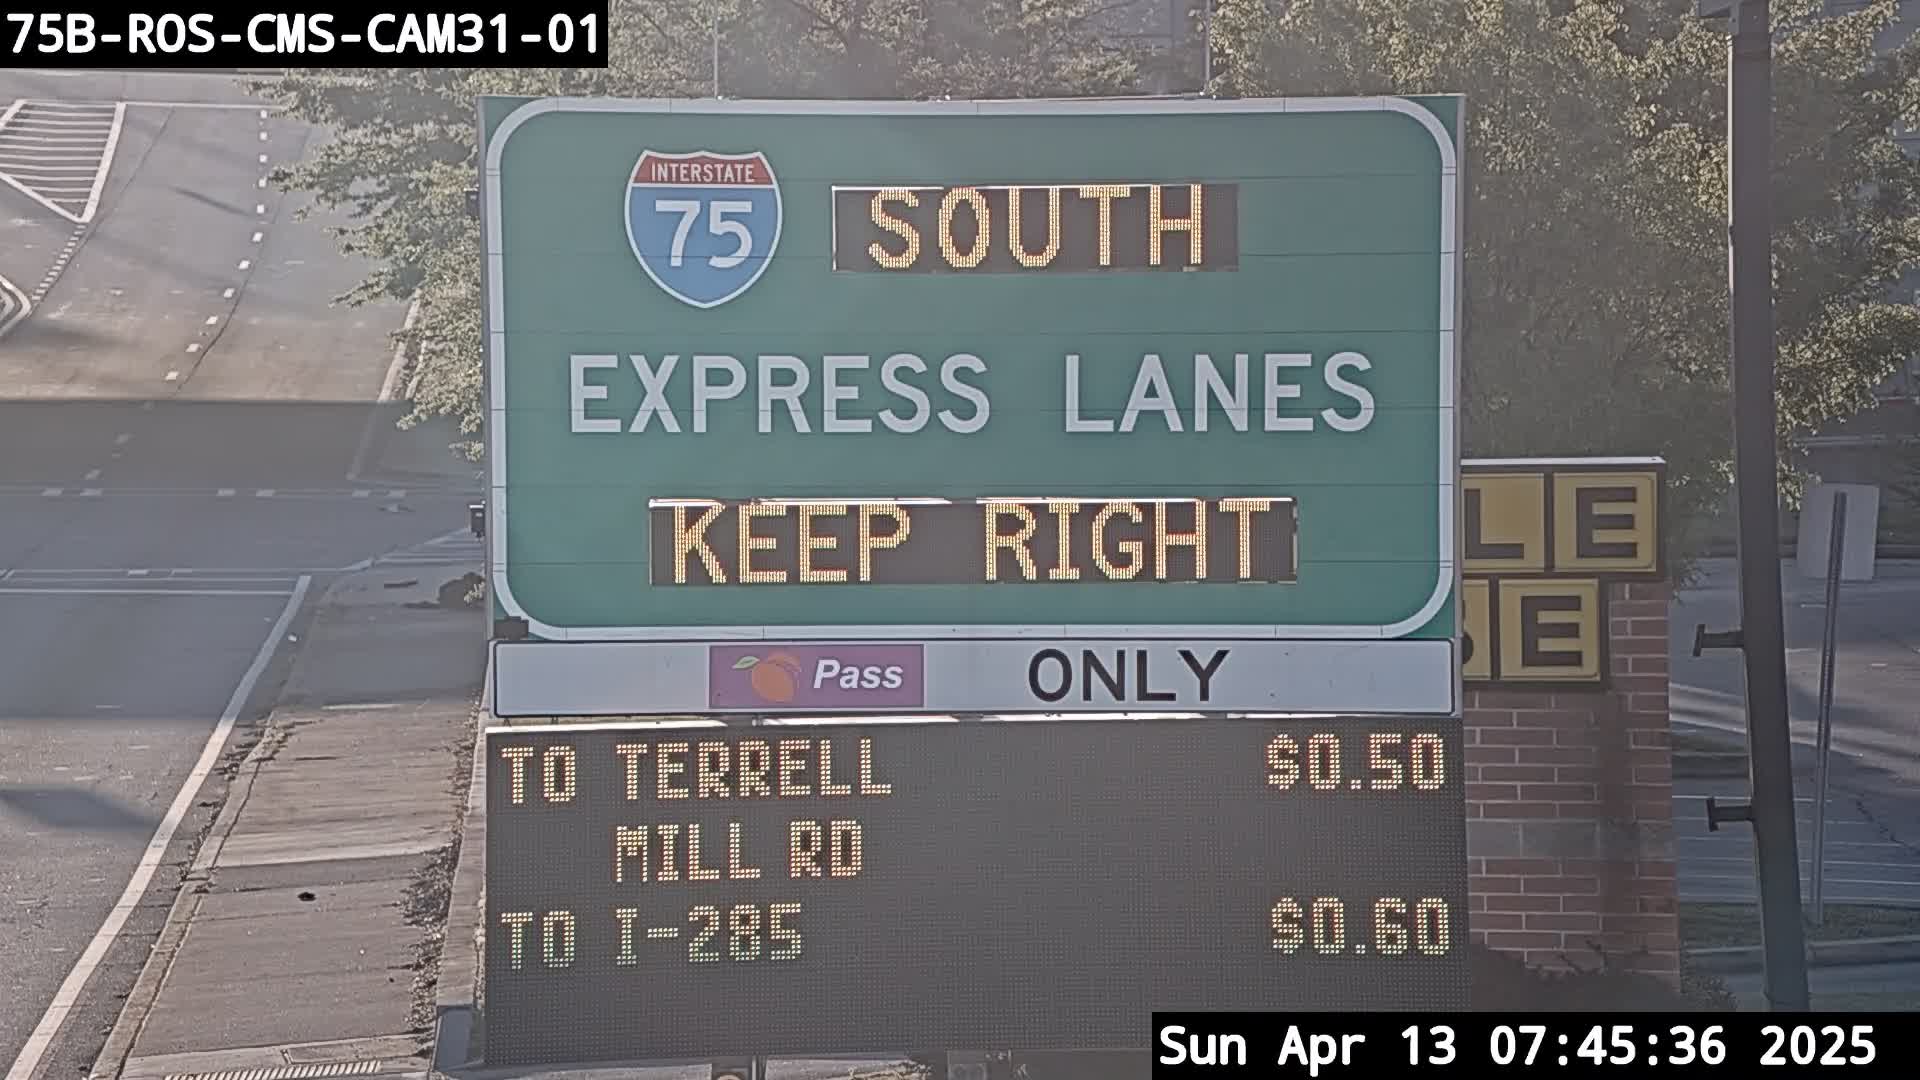 75B-ROS-CMS-CAM31-01
INTERSTATE
75
SOUTH
EXPRESS LANES
KEEP RIGHT
Pass
ONLY
TO TERRELL $0.50
MILL RD
TO I-285 $0.60
LE
E
Sun Apr 13 07:45:36 2025